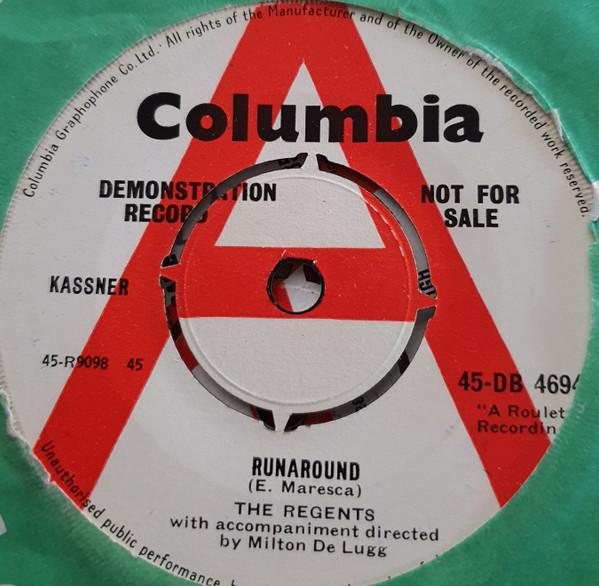 Columbia Graphophone Co. Ltd. · All rights of the Manufacturer and of the Owner of the recorded work reserved.
Columbia
DEMONSTRATION RECORD
NOT FOR SALE
KASSNER
45-R9098 45
45-DB 4694
"A Roulet
Recordin
RUNAROUND
(E. Maresca)
THE REGENTS
with accompaniment directed
by Milton De Lugg
Unauthorised public performance,